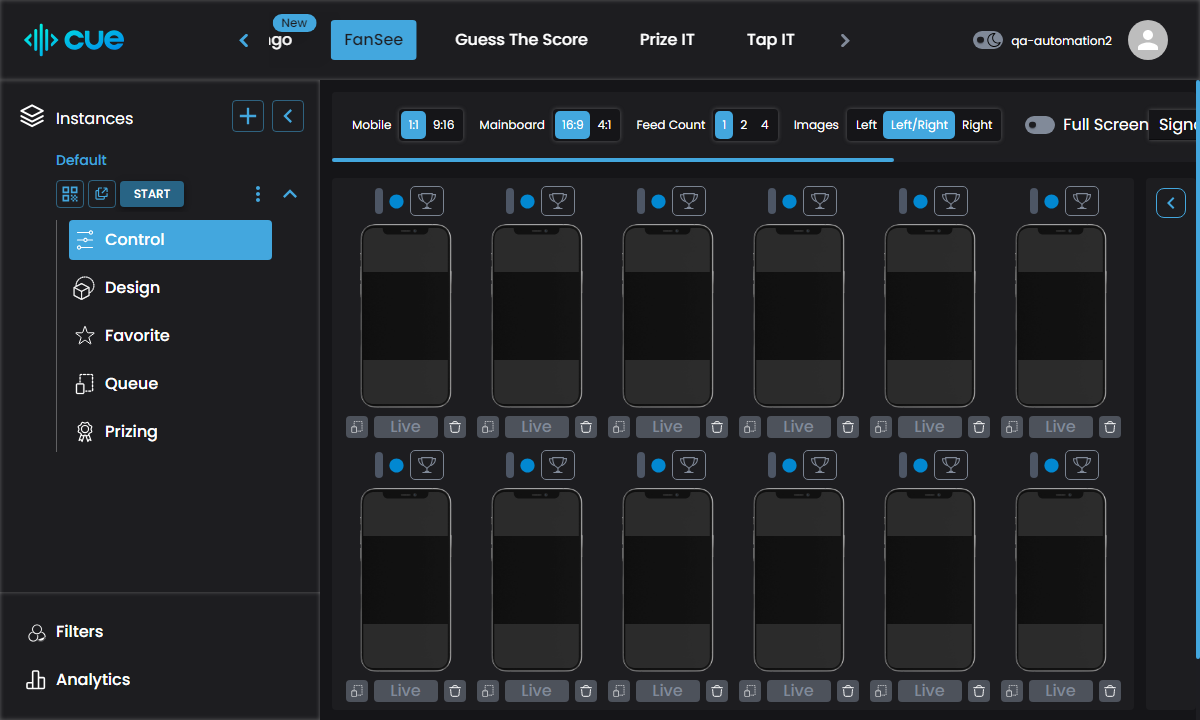 cue
New
FanSee
Guess The Score
Prize IT
Tap IT
qa-automation2
Instances
Default
START
Control
Design
Favorite
Queue
Prizing
Filters
Analytics
Mobile 1:1 9:16 Mainboard 16:9 4:1 Feed Count 1 2 4 Images Left Left/Right Right Full Screen
Live Live Live Live Live Live
Live Live Live Live Live Live